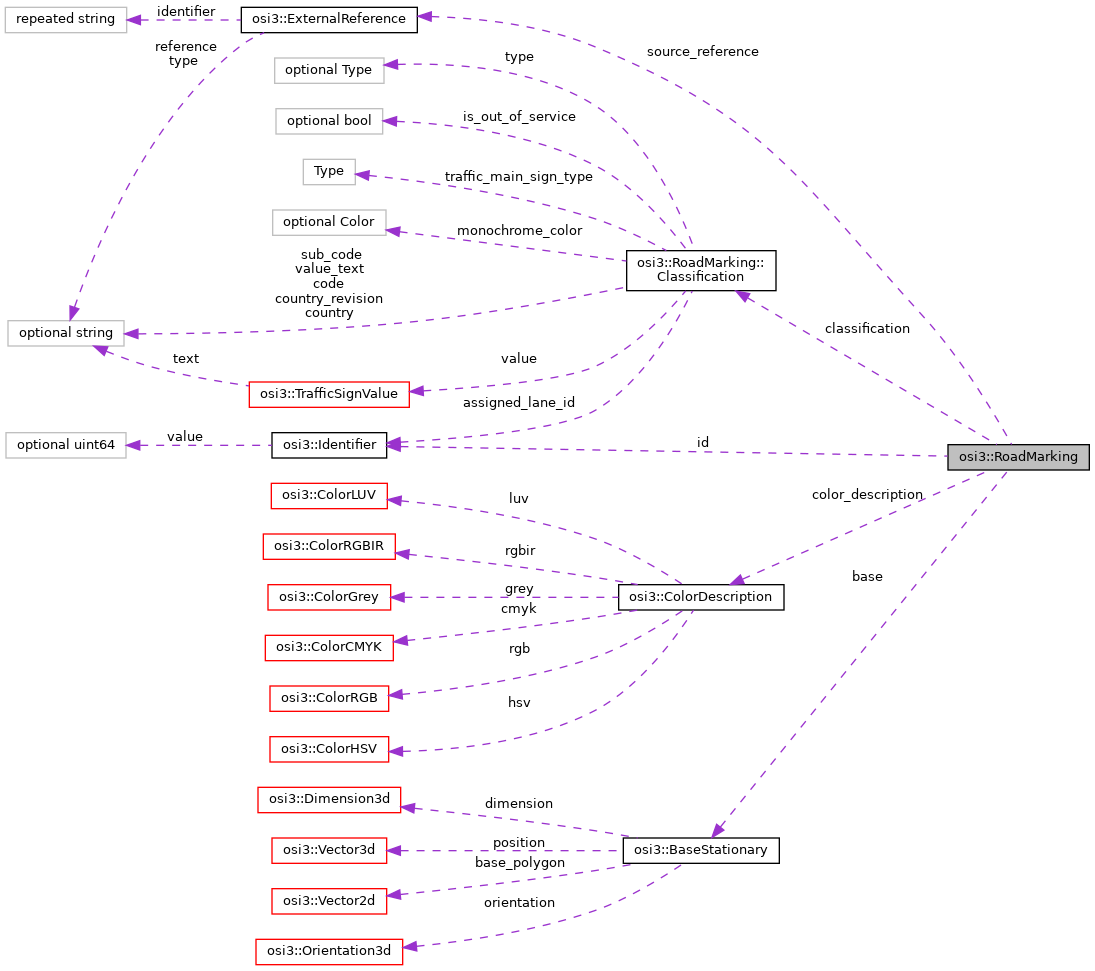 repeated string
identifier
osi3::ExternalReference
reference
type
source_reference
optional Type
type
optional bool
is_out_of_service
Type
traffic_main_sign_type
optional Color
monochrome_color
osi3::RoadMarking::
Classification
sub_code
value_text
code
country_revision
country
optional string
classification
text
value
osi3::TrafficSignValue
assigned_lane_id
optional uint64
value
osi3::Identifier
id
osi3::RoadMarking
osi3::ColorLUV
luv
color_description
osi3::ColorRGBIR
rgbir
osi3::ColorGrey
grey
cmyk
osi3::ColorDescription
base
osi3::ColorCMYK
rgb
osi3::ColorRGB
hsv
osi3::ColorHSV
osi3::Dimension3d
dimension
osi3::Vector3d
position
base_polygon
osi3::BaseStationary
osi3::Vector2d
orientation
osi3::Orientation3d